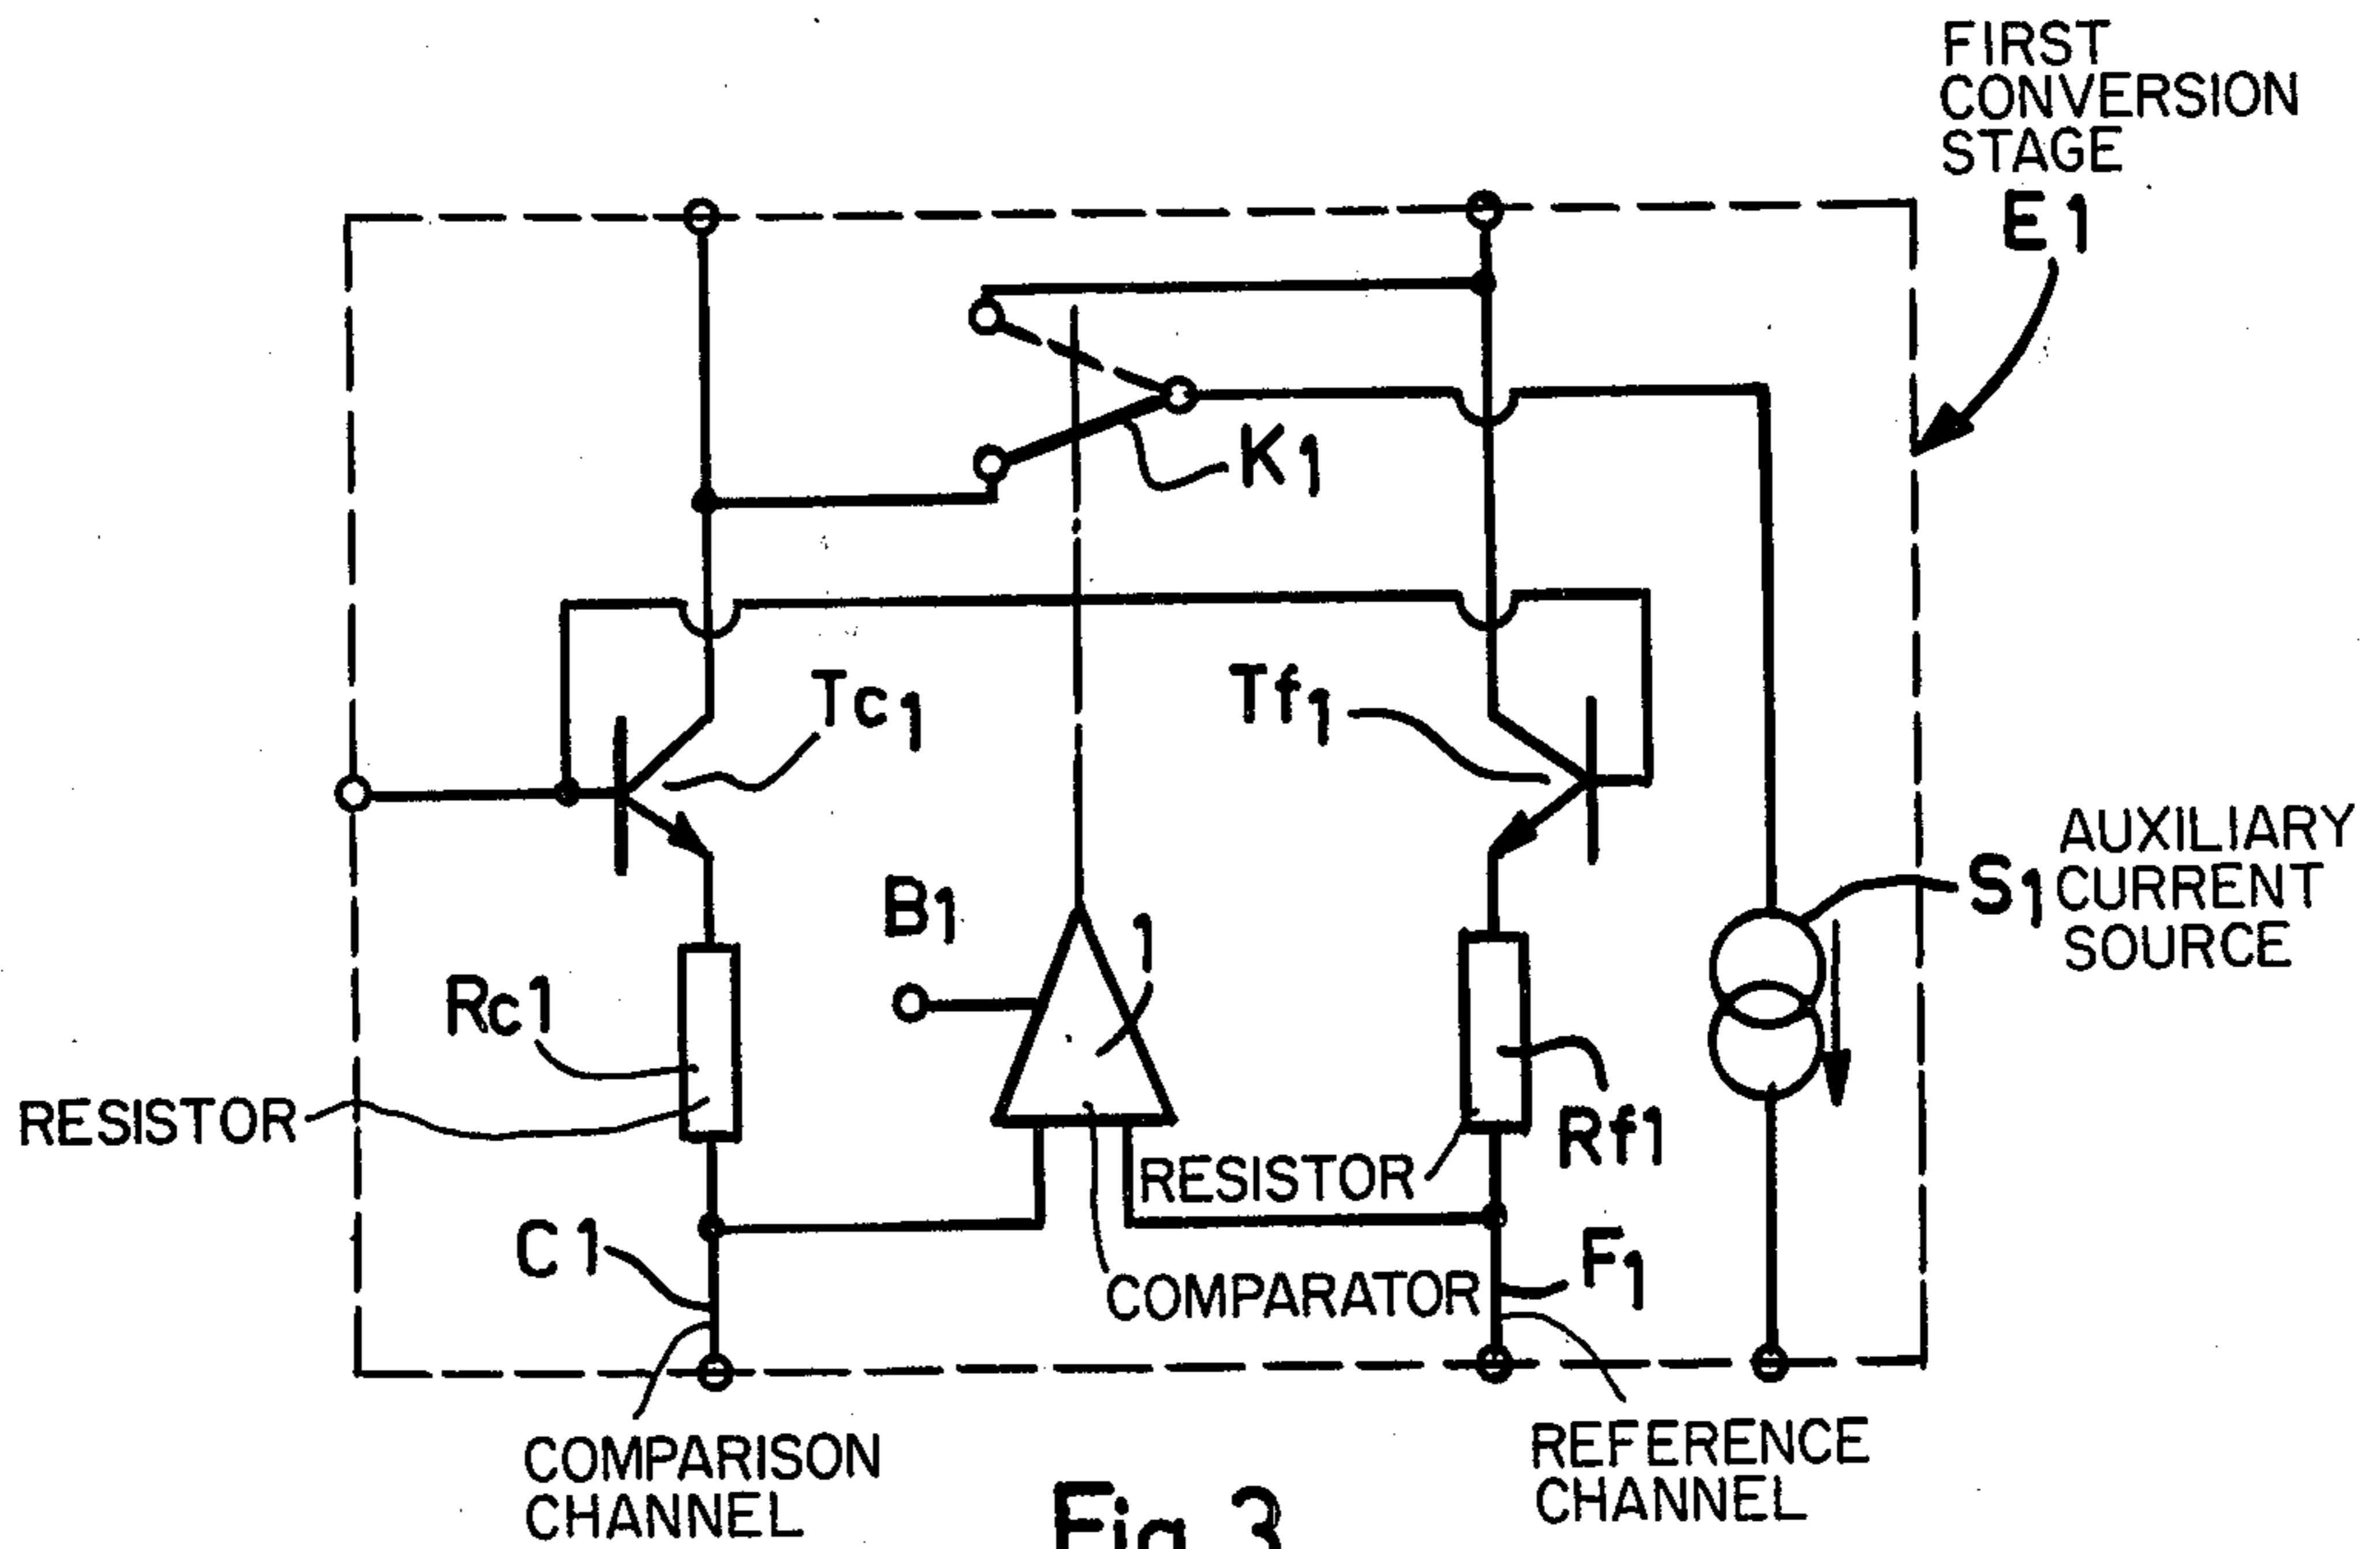 FIRST
CONVERSION
STAGE
E1
K1
Tc1
Tf1
B1
1
S1
AUXILIARY
CURRENT
SOURCE
Rc1
RESISTOR
RESISTOR
Rf1
C1
COMPARATOR
F1
COMPARISON
CHANNEL
REFERENCE
CHANNEL
Fig.3